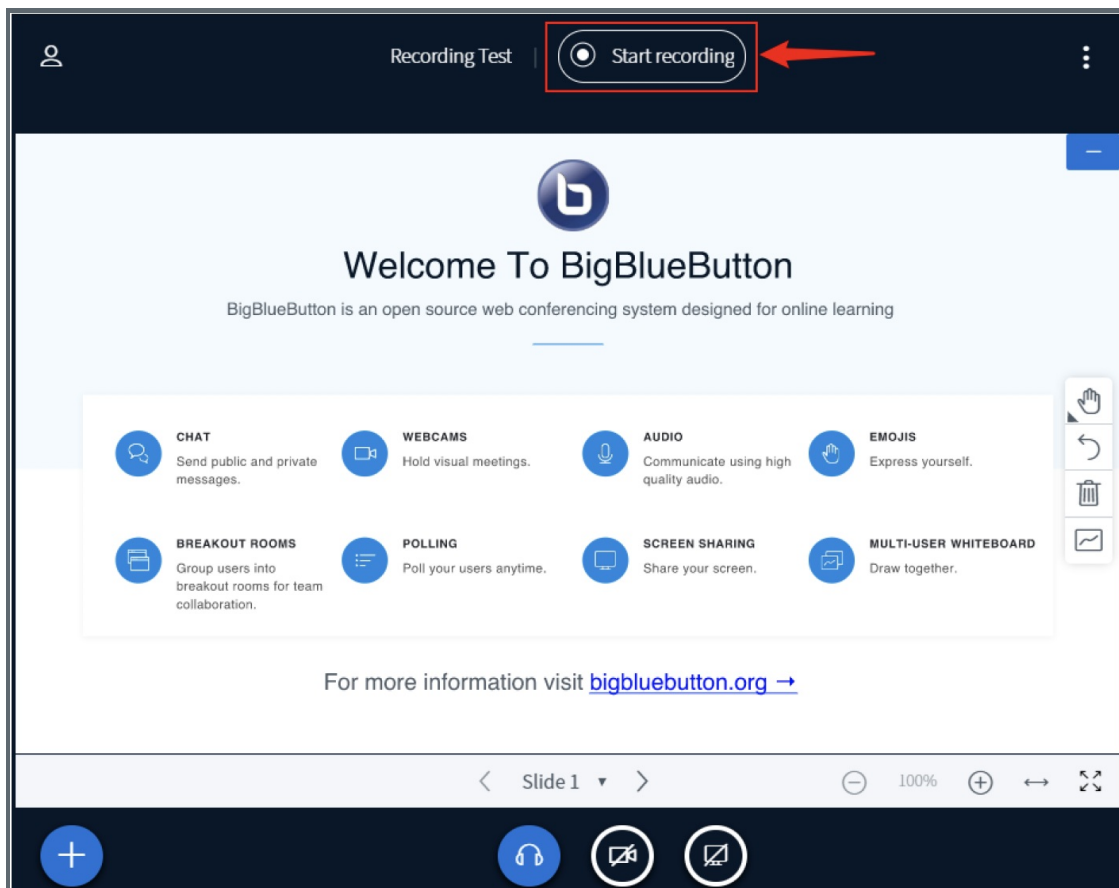 Recording Test | Start recording
Welcome To BigBlueButton
BigBlueButton is an open source web conferencing system designed for online learning
CHAT
Send public and private
messages.
WEBCAMS
Hold visual meetings.
AUDIO
Communicate using high
quality audio.
EMOJIS
Express yourself.
BREAKOUT ROOMS
Group users into
breakout rooms for team
collaboration.
POLLING
Poll your users anytime.
SCREEN SHARING
Share your screen.
MULTI-USER WHITEBOARD
Draw together.
For more information visit bigbluebutton.org →
Slide 1
100%